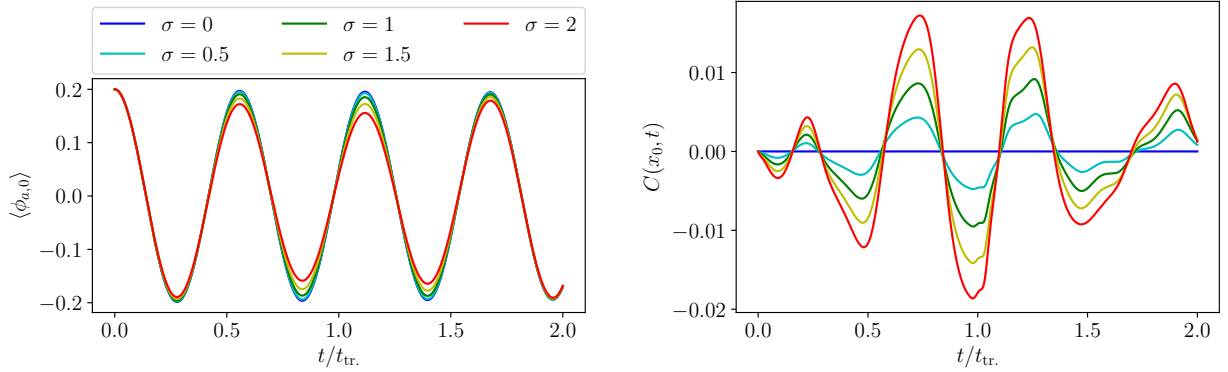 σ = 0
σ = 1
σ = 2
σ = 0.5
σ = 1.5
0.2
0.1
0.0
−0.1
−0.2
⟨ϕ_{a,0}⟩
0.0 0.5 1.0 1.5 2.0
t/t_{tr.}
0.01
0.00
−0.01
−0.02
C(x_0, t)
0.0 0.5 1.0 1.5 2.0
t/t_{tr.}